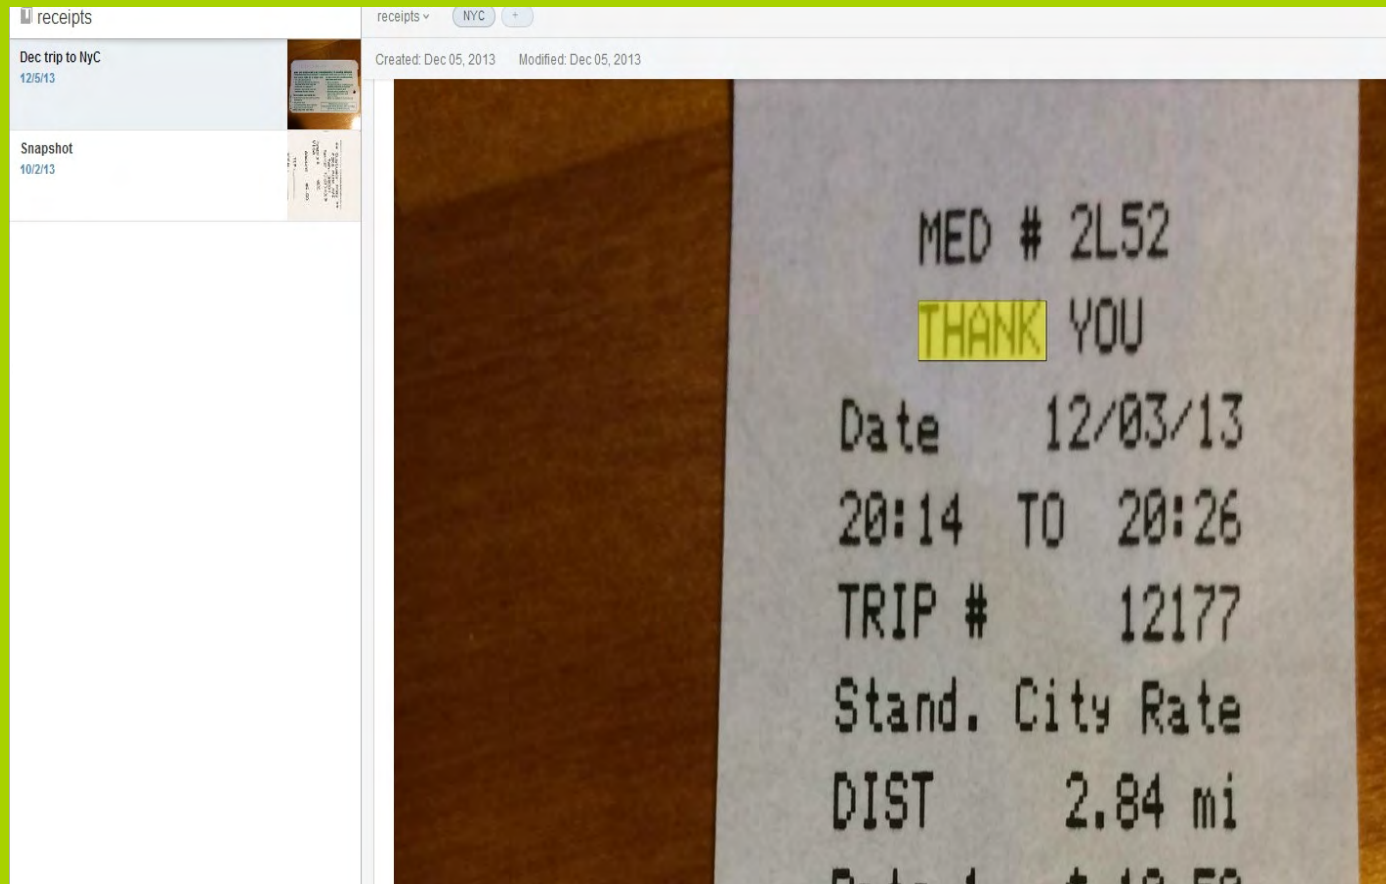 receipts
Dec trip to NyC
12/5/13
Snapshot
10/2/13
receipts
NYC
+
Created: Dec 05, 2013 Modified: Dec 05, 2013
MED # 2L52
THANK YOU
Date 12/03/13
20:14 TO 20:26
TRIP # 12177
Stand. City Rate
DIST 2.84 mi